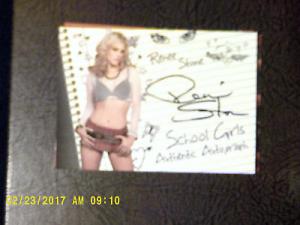 Renee
Stone
School Girls
Authentic Autograph
02/23/2017 AM 09:10